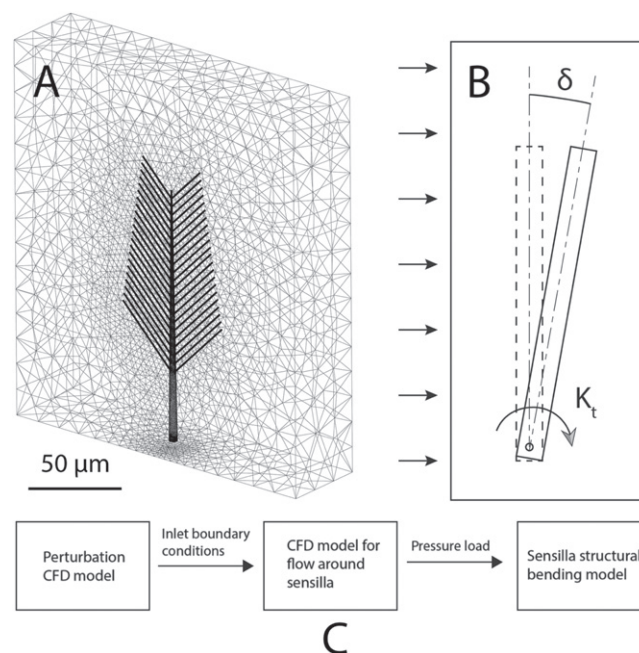 A
B
δ
K_t
50 μm
Perturbation
CFD model
Inlet boundary
conditions
CFD model for
flow around
sensilla
Pressure load
Sensilla structural
bending model
C